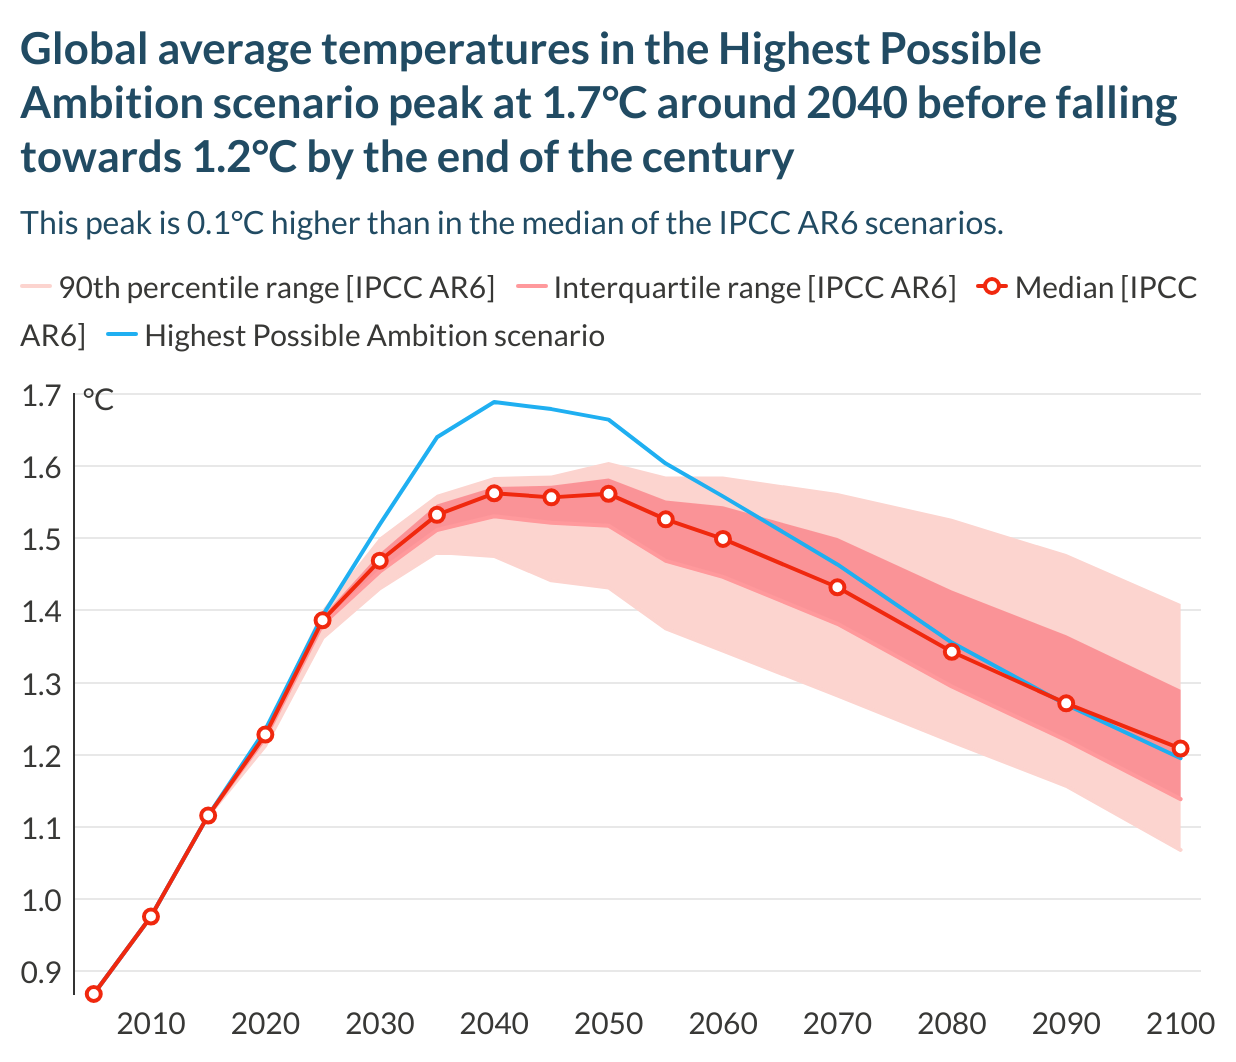 Global average temperatures in the Highest Possible
Ambition scenario peak at 1.7°C around 2040 before falling
towards 1.2°C by the end of the century
This peak is 0.1°C higher than in the median of the IPCC AR6 scenarios.
90th percentile range [IPCC AR6] Interquartile range [IPCC AR6] Median [IPCC
AR6] Highest Possible Ambition scenario
1.7 °C
1.6
1.5
1.4
1.3
1.2
1.1
1.0
0.9
2010 2020 2030 2040 2050 2060 2070 2080 2090 2100